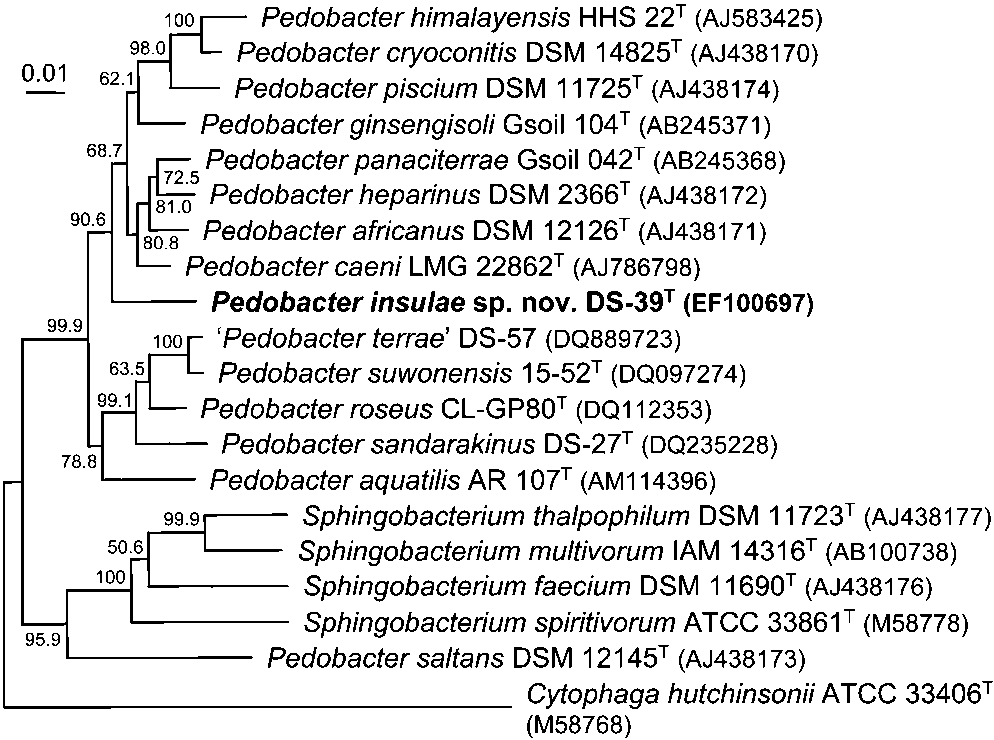 100 Pedobacter himalayensis HHS 22ᵀ (AJ583425)
98.0 Pedobacter cryoconitis DSM 14825ᵀ (AJ438170)
0.01 62.1 Pedobacter piscium DSM 11725ᵀ (AJ438174)
Pedobacter ginsengisoli Gsoil 104ᵀ (AB245371)
68.7 Pedobacter panaciterrae Gsoil 042ᵀ (AB245368)
72.5 Pedobacter heparinus DSM 2366ᵀ (AJ438172)
81.0
90.6 Pedobacter africanus DSM 12126ᵀ (AJ438171)
80.8
Pedobacter caeni LMG 22862ᵀ (AJ786798)
Pedobacter insulae sp. nov. DS-39ᵀ (EF100697)
99.9 100 ‘Pedobacter terrae’ DS-57 (DQ889723)
63.5 Pedobacter suwonensis 15-52ᵀ (DQ097274)
99.1 Pedobacter roseus CL-GP80ᵀ (DQ112353)
Pedobacter sandarakinus DS-27ᵀ (DQ235228)
78.8 Pedobacter aquatilis AR 107ᵀ (AM114396)
99.9 Sphingobacterium thalpophilum DSM 11723ᵀ (AJ438177)
50.6 Sphingobacterium multivorum IAM 14316ᵀ (AB100738)
100 Sphingobacterium faecium DSM 11690ᵀ (AJ438176)
Sphingobacterium spiritivorum ATCC 33861ᵀ (M58778)
95.9 Pedobacter saltans DSM 12145ᵀ (AJ438173)
Cytophaga hutchinsonii ATCC 33406ᵀ
(M58768)